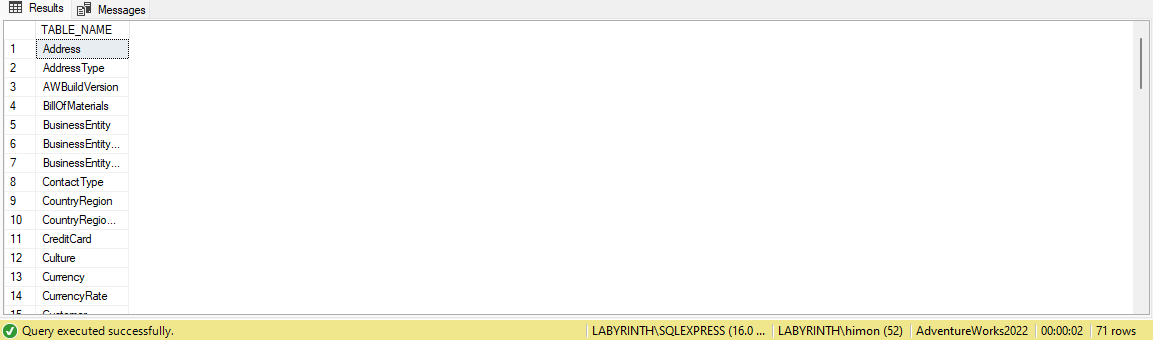 Results Messages
TABLE_NAME
1 Address
2 AddressType
3 AWBuildVersion
4 BillOfMaterials
5 BusinessEntity
6 BusinessEntity...
7 BusinessEntity...
8 ContactType
9 CountryRegion
10 CountryRegio...
11 CreditCard
12 Culture
13 Currency
14 CurrencyRate
15 Customer
Query executed successfully. LABYRINTH\SQLEXPRESS (16.0 ... LABYRINTH\himon (52) AdventureWorks2022 00:00:02 71 rows